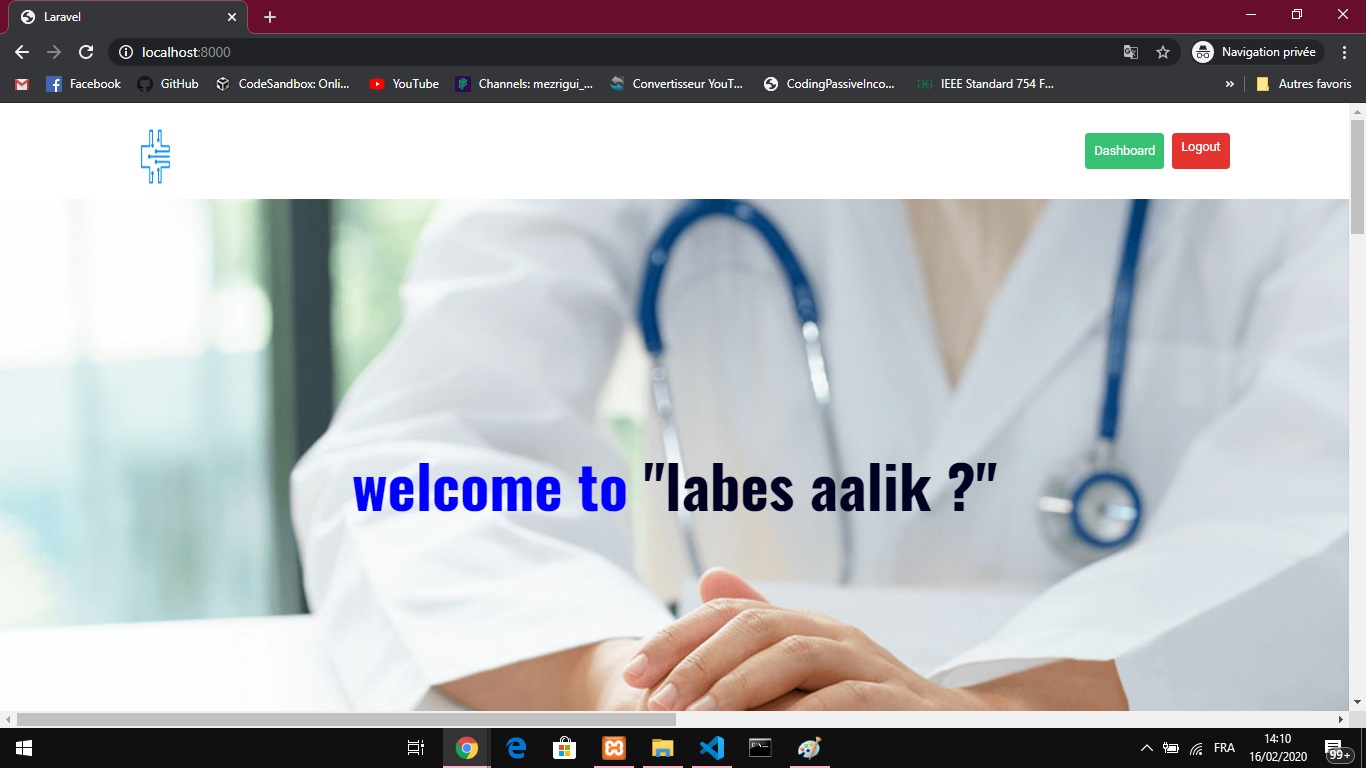 Laravel
localhost:8000
Navigation privée
Facebook
GitHub
CodeSandbox: Onli...
YouTube
Channels: mezrigui_...
Convertisseur YouT...
CodingPassiveInco...
IEEE Standard 754 F...
»
Autres favoris
Dashboard
Logout
welcome to "labes aalik ?"
FRA
14:10
16/02/2020
99+